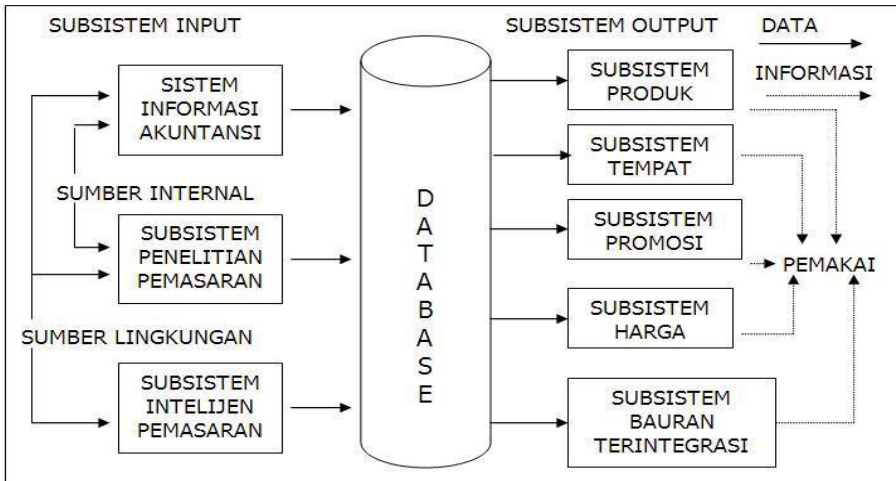 SUBSISTEM INPUT
SISTEM
INFORMASI
AKUNTANSI
SUMBER INTERNAL
SUBSISTEM
PENELITIAN
PEMASARAN
SUMBER LINGKUNGAN
SUBSISTEM
INTELIJEN
PEMASARAN
DATABASE
SUBSISTEM OUTPUT
SUBSISTEM
PRODUK
SUBSISTEM
TEMPAT
SUBSISTEM
PROMOSI
SUBSISTEM
HARGA
SUBSISTEM
BAURAN
TERINTEGRASI
DATA
INFORMASI
PEMAKAI